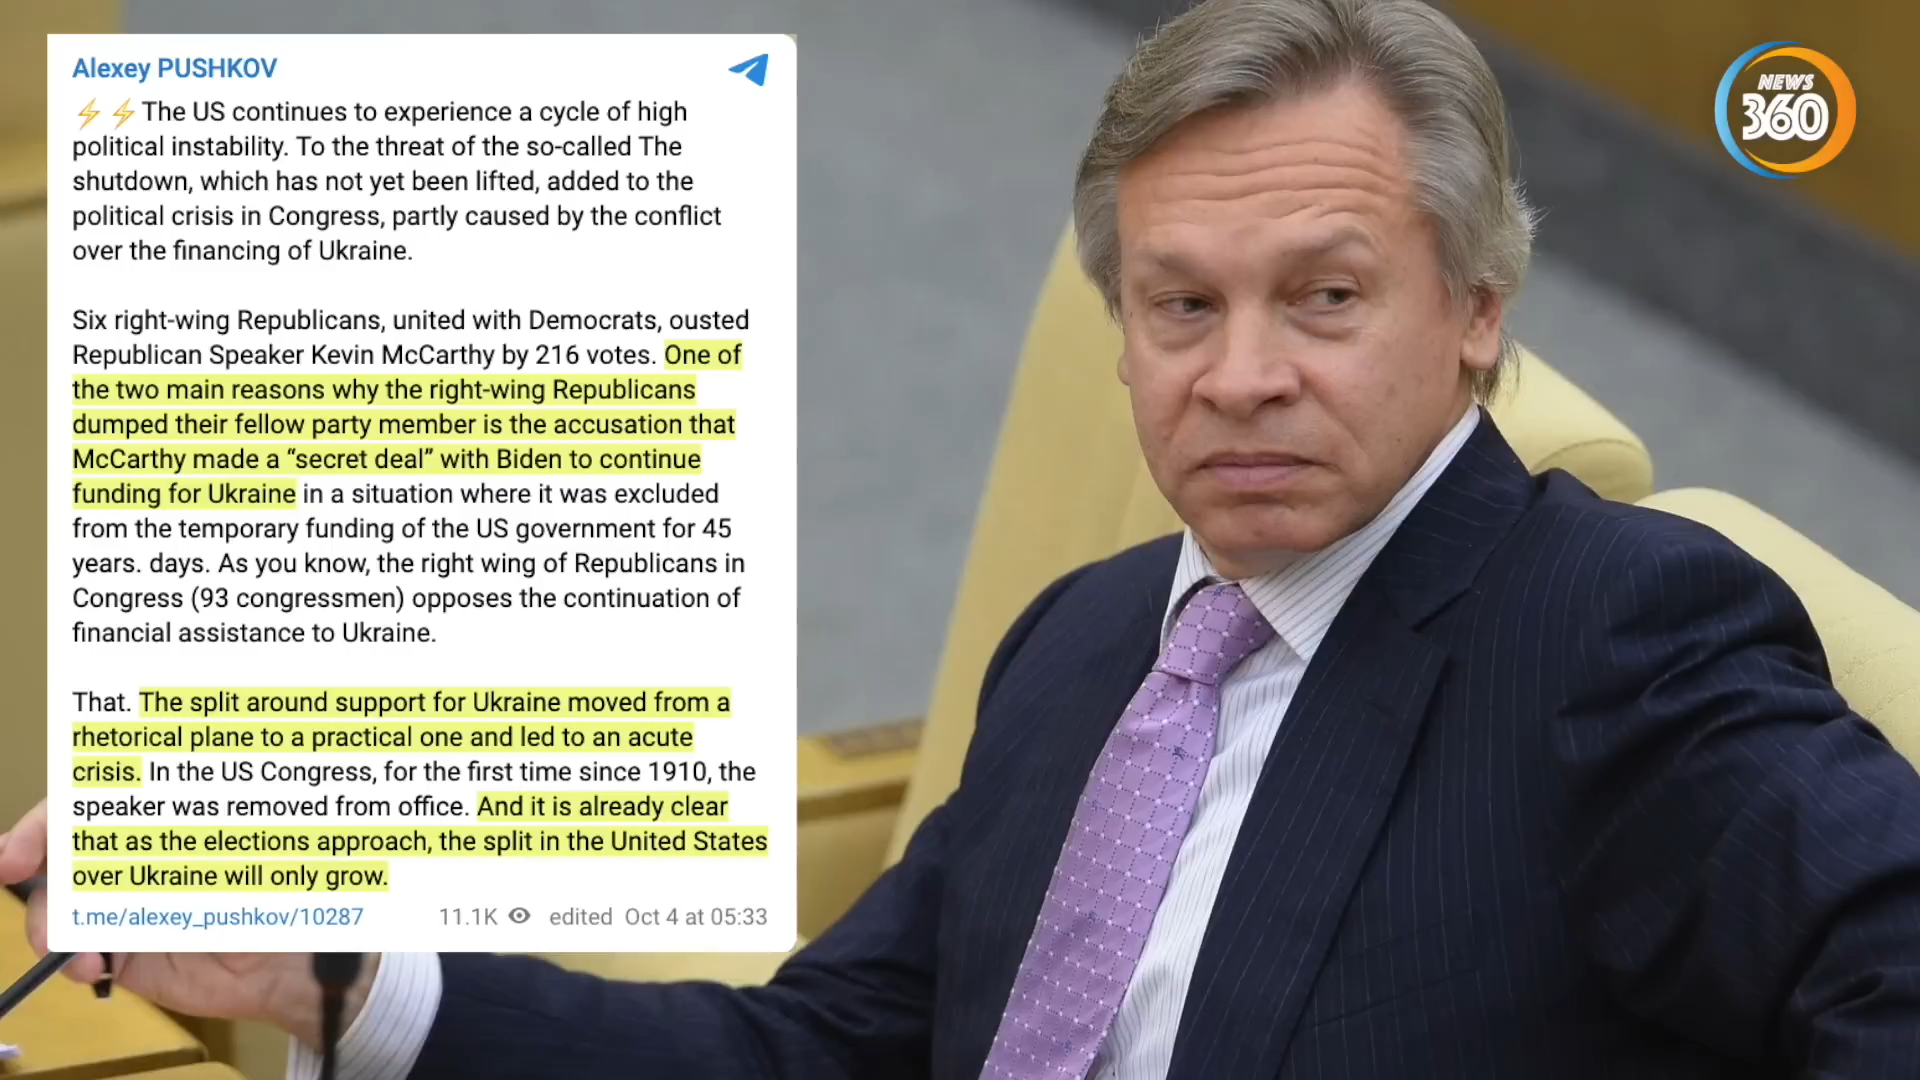 Alexey PUSHKOV
⚡⚡The US continues to experience a cycle of high
political instability. To the threat of the so-called The
shutdown, which has not yet been lifted, added to the
political crisis in Congress, partly caused by the conflict
over the financing of Ukraine.
Six right-wing Republicans, united with Democrats, ousted
Republican Speaker Kevin McCarthy by 216 votes. One of
the two main reasons why the right-wing Republicans
dumped their fellow party member is the accusation that
McCarthy made a “secret deal” with Biden to continue
funding for Ukraine in a situation where it was excluded
from the temporary funding of the US government for 45
years. days. As you know, the right wing of Republicans in
Congress (93 congressmen) opposes the continuation of
financial assistance to Ukraine.
That. The split around support for Ukraine moved from a
rhetorical plane to a practical one and led to an acute
crisis. In the US Congress, for the first time since 1910, the
speaker was removed from office. And it is already clear
that as the elections approach, the split in the United States
over Ukraine will only grow.
t.me/alexey_pushkov/10287 11.1K edited Oct 4 at 05:33
NEWS
360